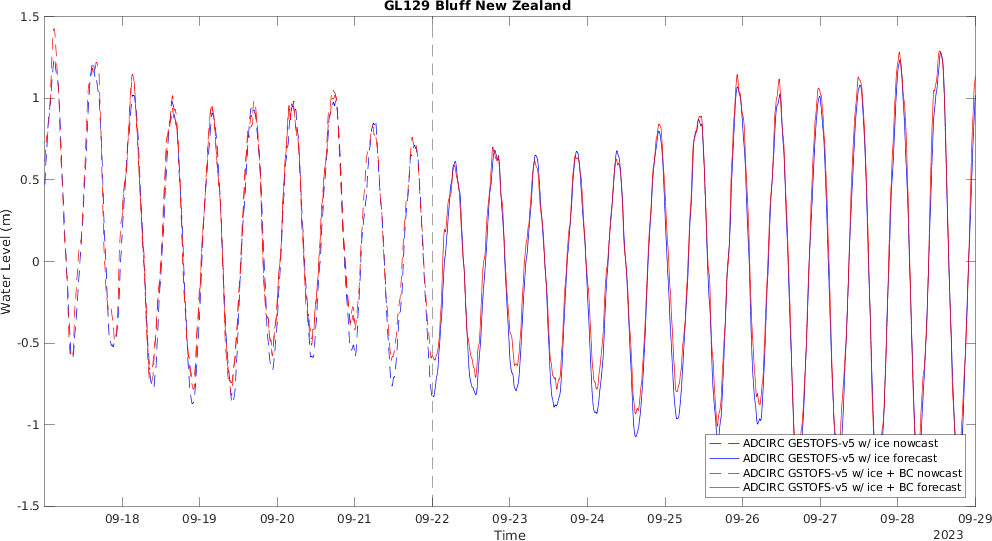 GL129 Bluff New Zealand
1.5
1
0.5
0
-0.5
-1
-1.5
Water Level (m)
09-18 09-19 09-20 09-21 09-22 09-23 09-24 09-25 09-26 09-27 09-28 09-29
Time
2023
ADCIRC GESTOFS-v5 w/ ice nowcast
ADCIRC GESTOFS-v5 w/ ice forecast
ADCIRC GSTOFS-v5 w/ ice + BC nowcast
ADCIRC GSTOFS-v5 w/ ice + BC forecast